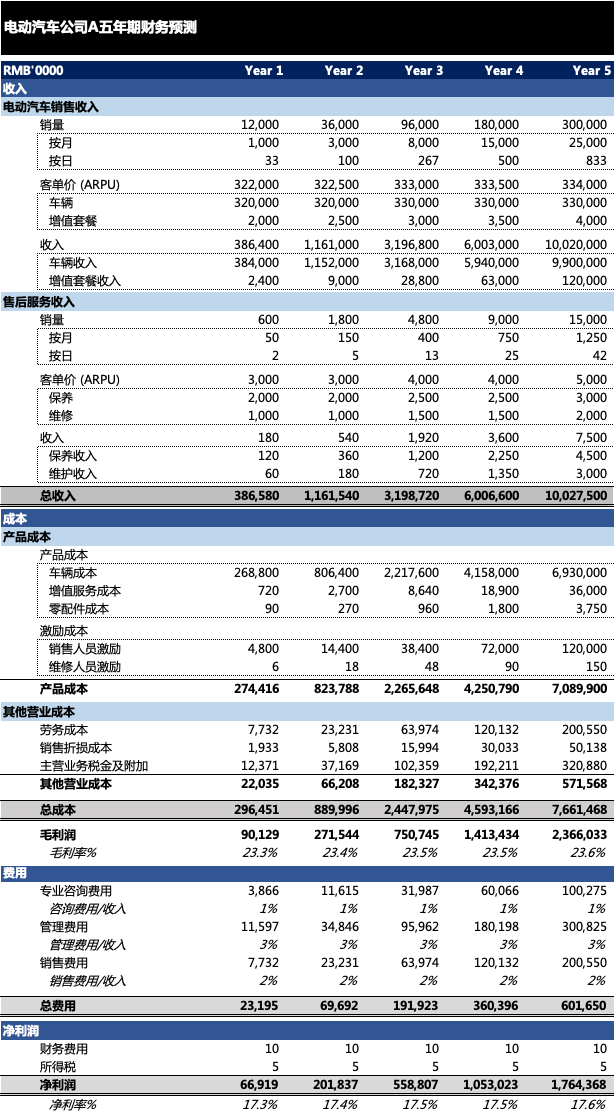 电动汽车公司A五年期财务预测
RMB'0000 Year 1 Year 2 Year 3 Year 4 Year 5
收入
电动汽车销售收入
销量 12,000 36,000 96,000 180,000 300,000
按月 1,000 3,000 8,000 15,000 25,000
按日 33 100 267 500 833
客单价 (ARPU) 322,000 322,500 333,000 333,500 334,000
车辆 320,000 320,000 330,000 330,000 330,000
增值套餐 2,000 2,500 3,000 3,500 4,000
收入 386,400 1,161,000 3,196,800 6,003,000 10,020,000
车辆收入 384,000 1,152,000 3,168,000 5,940,000 9,900,000
增值套餐收入 2,400 9,000 28,800 63,000 120,000
售后服务收入
销量 600 1,800 4,800 9,000 15,000
按月 50 150 400 750 1,250
按日 2 5 13 25 42
客单价 (ARPU) 3,000 3,000 4,000 4,000 5,000
保养 2,000 2,000 2,500 2,500 3,000
维修 1,000 1,000 1,500 1,500 2,000
收入 180 540 1,920 3,600 7,500
保养收入 120 360 1,200 2,250 4,500
维护收入 60 180 720 1,350 3,000
总收入 386,580 1,161,540 3,198,720 6,006,600 10,027,500
成本
产品成本
产品成本
车辆成本 268,800 806,400 2,217,600 4,158,000 6,930,000
增值服务成本 720 2,700 8,640 18,900 36,000
零配件成本 90 270 960 1,800 3,750
激励成本
销售人员激励 4,800 14,400 38,400 72,000 120,000
维修人员激励 6 18 48 90 150
产品成本 274,416 823,788 2,265,648 4,250,790 7,089,900
其他营业成本
劳务成本 7,732 23,231 63,974 120,132 200,550
销售折损成本 1,933 5,808 15,994 30,033 50,138
主营业务税金及附加 12,371 37,169 102,359 192,211 320,880
其他营业成本 22,035 66,208 182,327 342,376 571,568
总成本 296,451 889,996 2,447,975 4,593,166 7,661,468
毛利润 90,129 271,544 750,745 1,413,434 2,366,033
毛利率% 23.3% 23.4% 23.5% 23.5% 23.6%
费用
专业咨询费用 3,866 11,615 31,987 60,066 100,275
咨询费用/收入 1% 1% 1% 1% 1%
管理费用 11,597 34,846 95,962 180,198 300,825
管理费用/收入 3% 3% 3% 3% 3%
销售费用 7,732 23,231 63,974 120,132 200,550
销售费用/收入 2% 2% 2% 2% 2%
总费用 23,195 69,692 191,923 360,396 601,650
净利润
财务费用 10 10 10 10 10
所得税 5 5 5 5 5
净利润 66,919 201,837 558,807 1,053,023 1,764,368
净利率% 17.3% 17.4% 17.5% 17.5% 17.6%